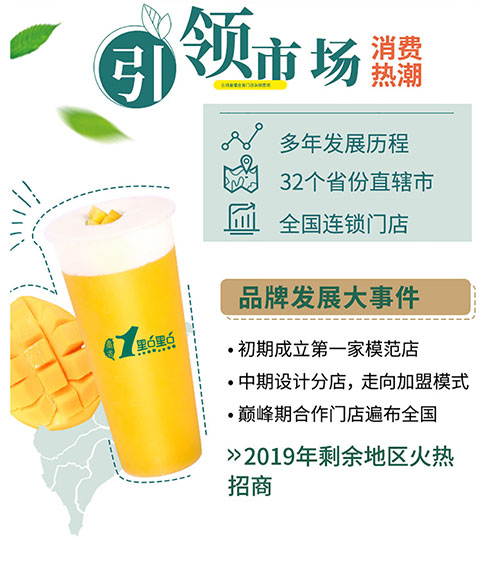 引领市场
消费
热潮
多年发展历程
32个省份直辖市
全国连锁门店
1
品牌发展大事件
• 初期成立第一家模范店
• 中期设计分店，走向加盟模式
• 巅峰期合作门店遍布全国
»2019年剩余地区火热
招商